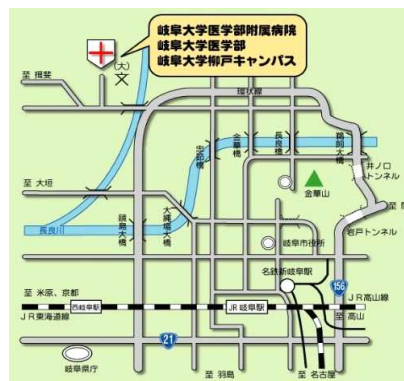 岐阜大学医学部附属病院
岐阜大学医学部
岐阜大学柳戸キャンパス
(大)
文
至 揖斐
環状線
忠節橋
金華橋
長良橋
鵜飼大橋
井ノ口
トンネル
至 大垣
金華山
至
長良川
鏡島大橋
大縄場大橋
岩戸トンネル
岐阜市役所
名鉄新岐阜駅
156
至 米原、京都
西岐阜駅
JR岐阜駅
JR高山線
JR東海道線
至 高山
21
岐阜県庁
至 羽島
至 名古屋